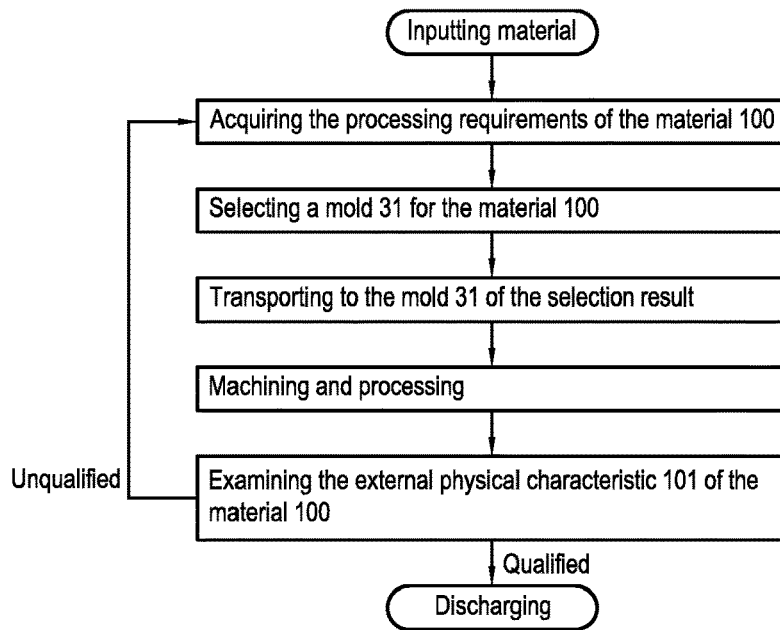 Inputting material
Acquiring the processing requirements of the material 100
Selecting a mold 31 for the material 100
Transporting to the mold 31 of the selection result
Machining and processing
Unqualified
Examining the external physical characteristic 101 of the
material 100
Qualified
Discharging